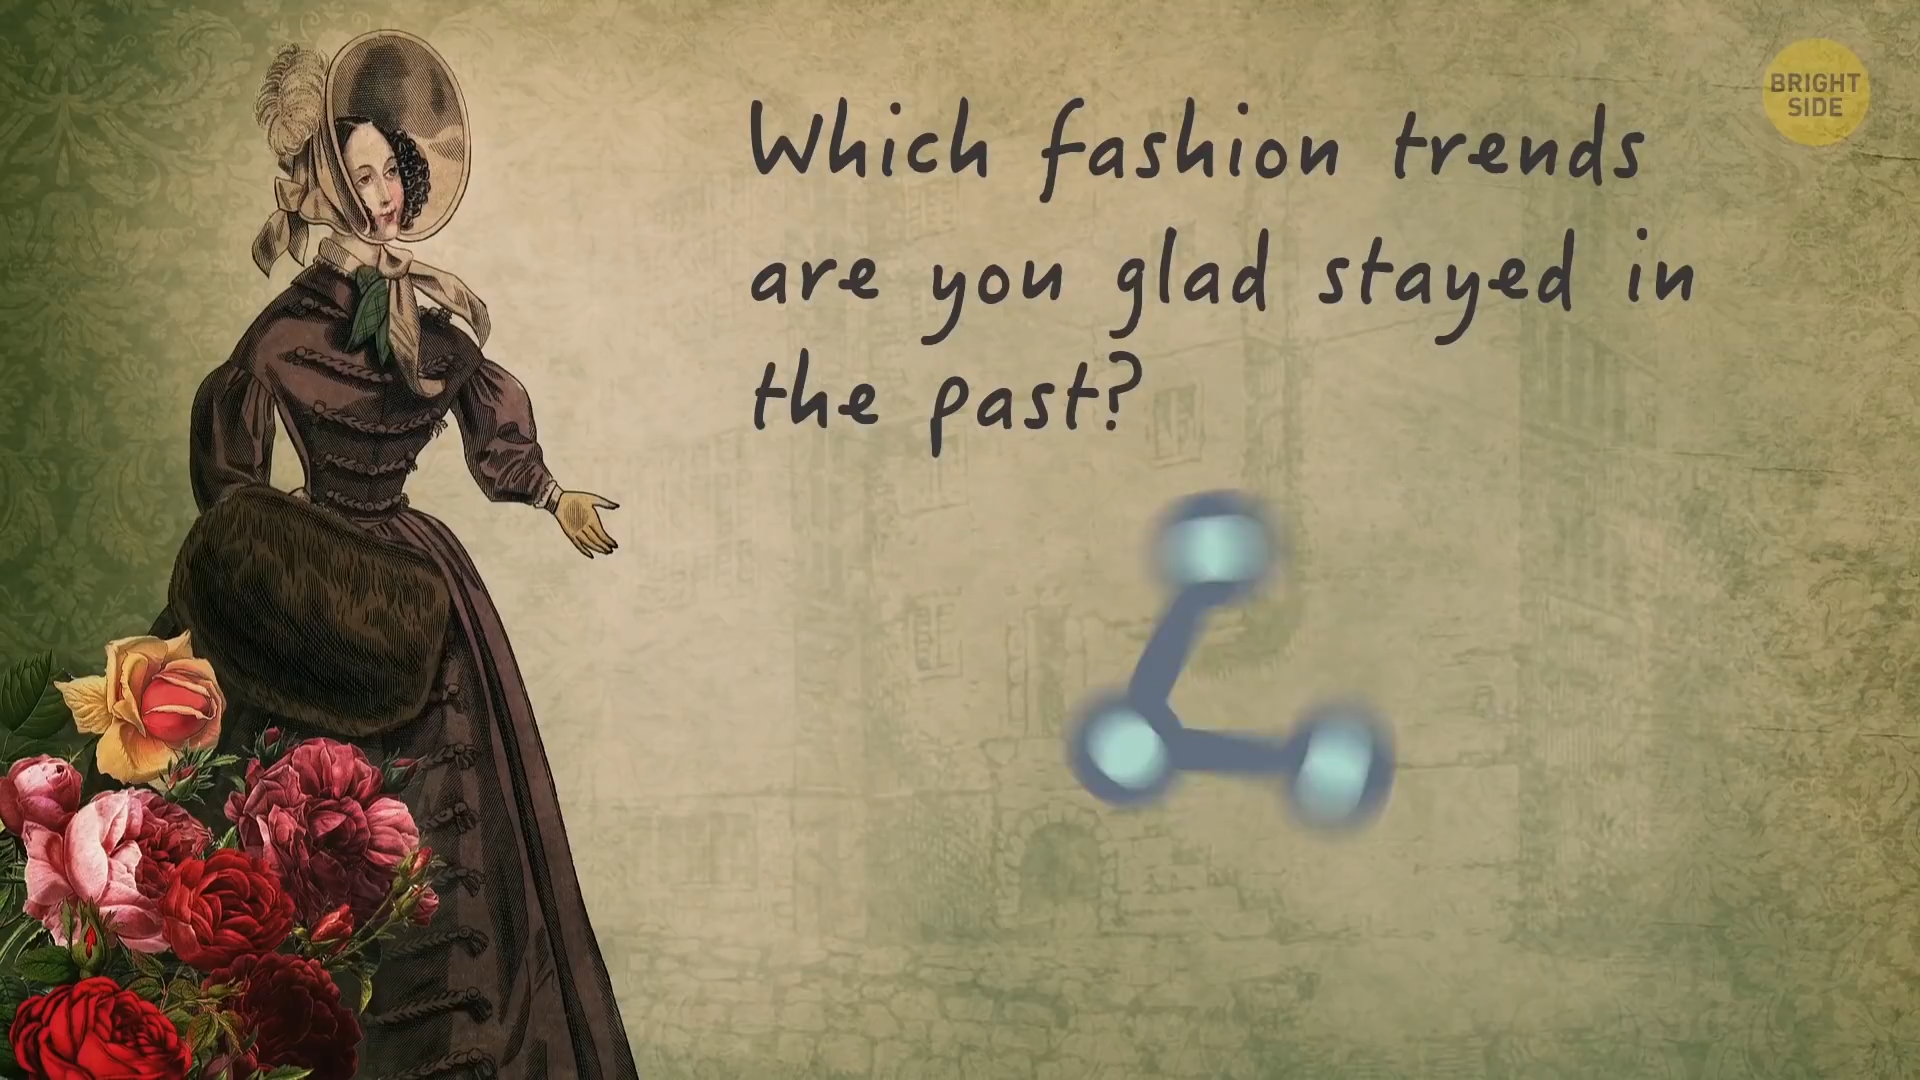 BRIGHT
SIDE
Which fashion trends
are you glad stayed in
the past?